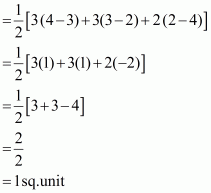 =1/2[3(4−3)+3(3−2)+2(2−4)]
=1/2[3(1)+3(1)+2(−2)]
=1/2[3+3−4]
=2/2
=1sq.unit